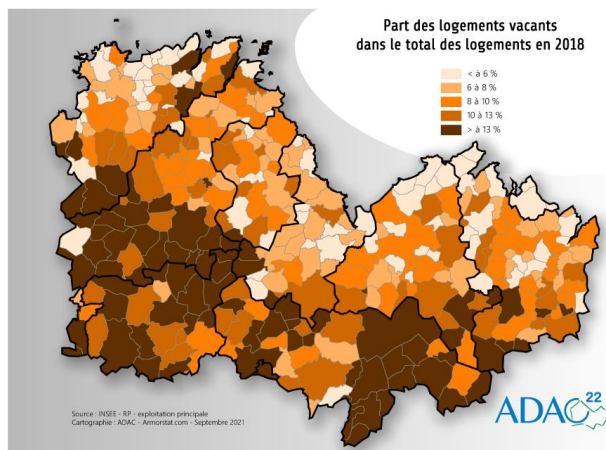 Part des logements vacants
dans le total des logements en 2018
< à 6 %
6 à 8 %
8 à 10 %
10 à 13 %
> à 13 %
Source : INSEE - RP - exploitation principale
Cartographie : ADAC - Armorstat.com - Septembre 2021
ADAC 22